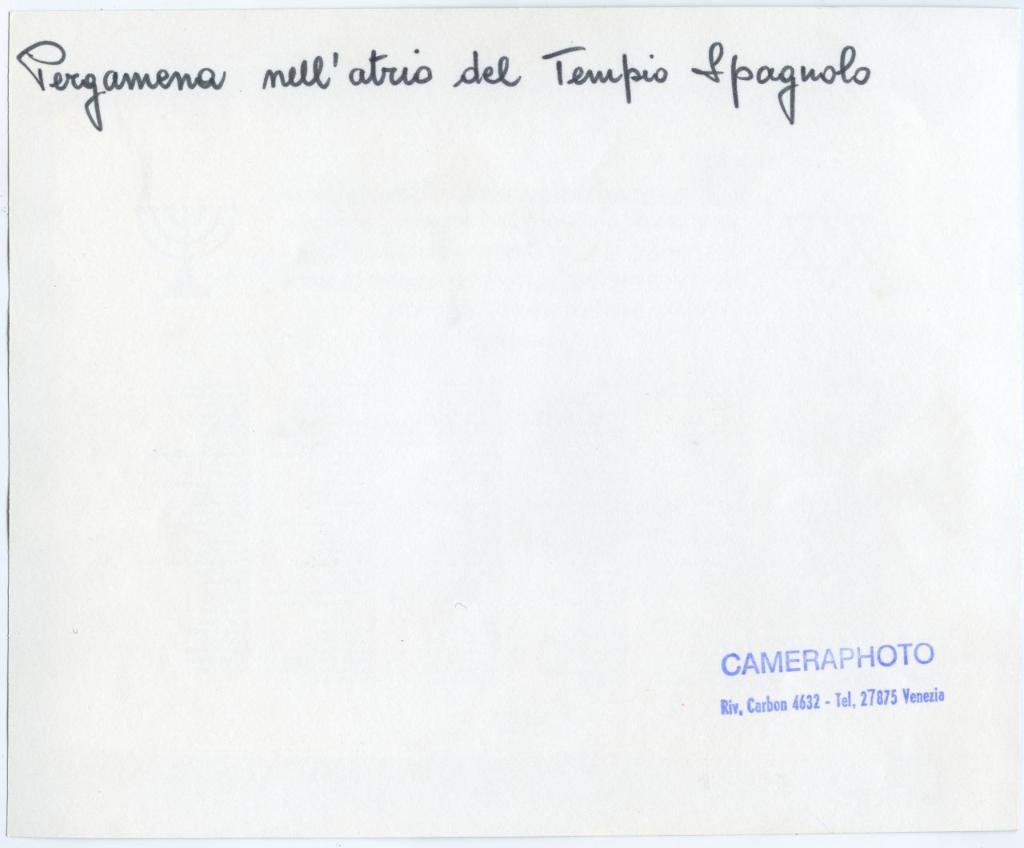 Pergamena nell'atrio del Tempio Spagnolo
CAMERAPHOTO
Riv. Carbon 4632 - Tel. 27875 Venezia